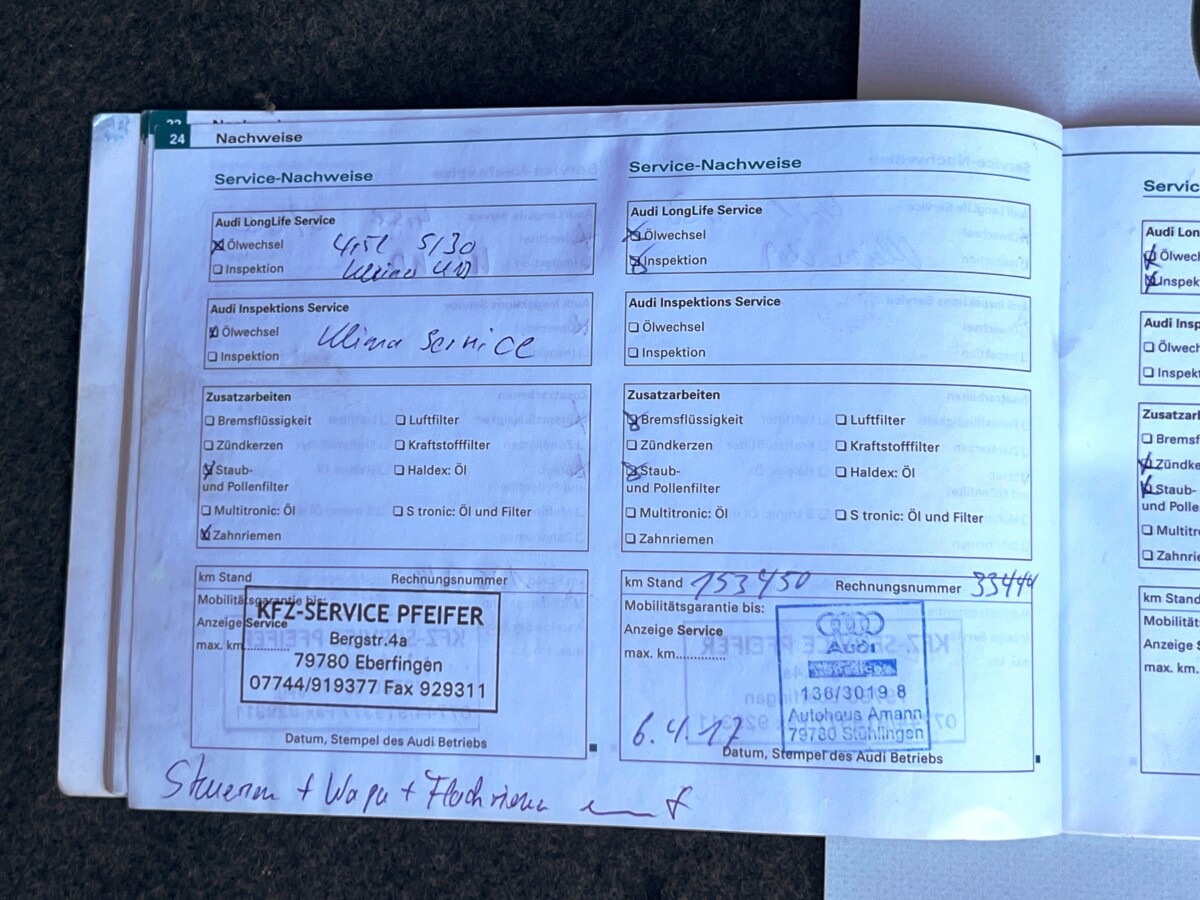 24 Nachweise
Service-Nachweise
Audi LongLife Service
Ölwechsel 4,5l 5/30
Inspektion
Audi Inspektions Service
Ölwechsel Klima Service
Inspektion
Zusatzarbeiten
Bremsflüssigkeit Luftfilter
Zündkerzen Kraftstofffilter
Staub- Haldex: Öl
und Pollenfilter
Multitronic: Öl S tronic: Öl und Filter
Zahnriemen
km Stand Rechnungsnummer
Mobilitätsgarantie bis:
Anzeige Service
max. km
KFZ-SERVICE PFEIFER
Bergstr.4a
79780 Eberfingen
07744/919377 Fax 929311
Datum, Stempel des Audi Betriebs
Service-Nachweise
Audi LongLife Service
Ölwechsel
Inspektion
Audi Inspektions Service
Ölwechsel
Inspektion
Zusatzarbeiten
Bremsflüssigkeit Luftfilter
Zündkerzen Kraftstofffilter
Staub- Haldex: Öl
und Pollenfilter
Multitronic: Öl S tronic: Öl und Filter
Zahnriemen
km Stand 153450 Rechnungsnummer 33444
Mobilitätsgarantie bis:
Anzeige Service
max. km
Audi
Service
136/3019 8
Autohaus Amann
79780 Stühlingen
6.4.17
Datum, Stempel des Audi Betriebs
Servic
Audi Lon
Ölwech
Inspek
Audi Insp
Ölwech
Inspekt
Zusatzar
Bremsf
Zündke
Staub-
und Polle
Multitr
Zahnrie
km Stand
Mobilität
Anzeige S
max. km